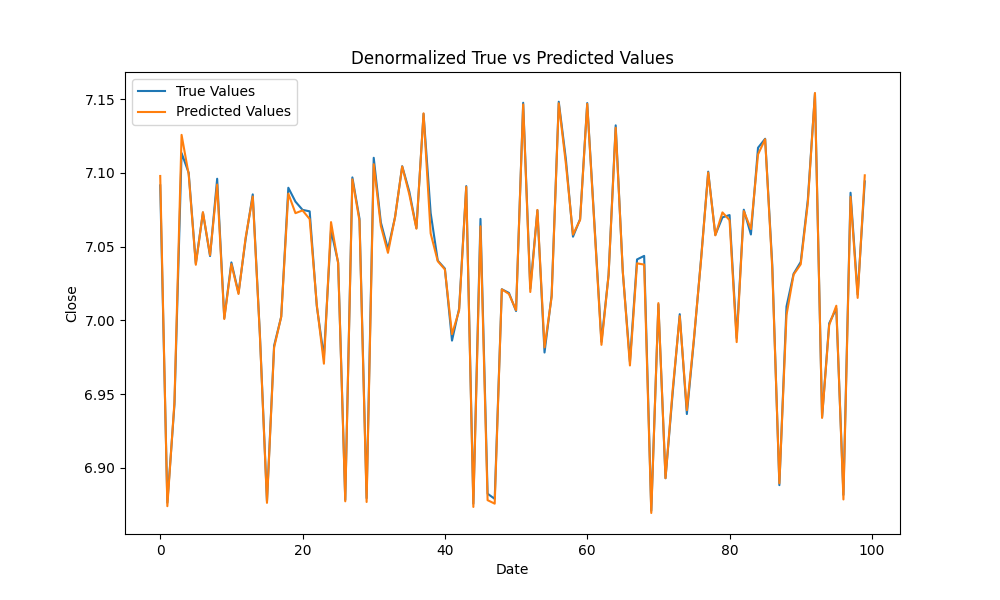 Denormalized True vs Predicted Values
True Values
Predicted Values
7.15
7.10
7.05
7.00
6.95
6.90
Close
0 20 40 60 80 100
Date